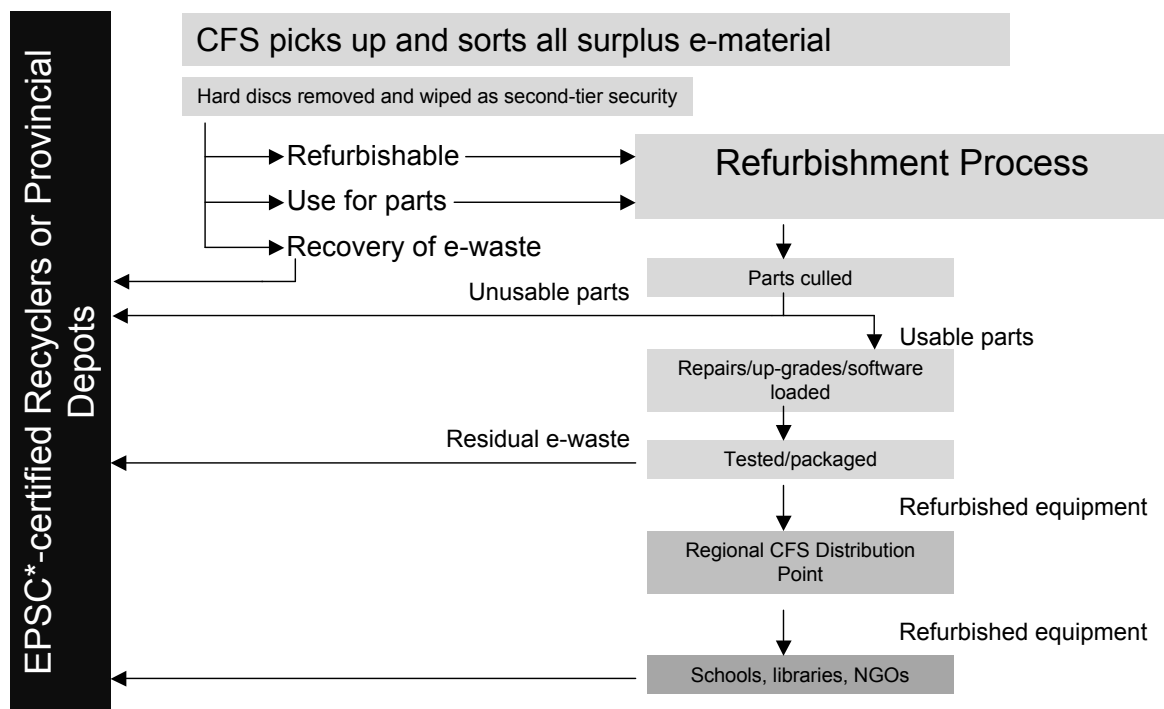 EPSC*-certified Recyclers or Provincial
Depots
CFS picks up and sorts all surplus e-material
Hard discs removed and wiped as second-tier security
Refurbishable
Use for parts
Recovery of e-waste
Refurbishment Process
Parts culled
Unusable parts
Usable parts
Repairs/up-grades/software
loaded
Residual e-waste
Tested/packaged
Refurbished equipment
Regional CFS Distribution
Point
Refurbished equipment
Schools, libraries, NGOs